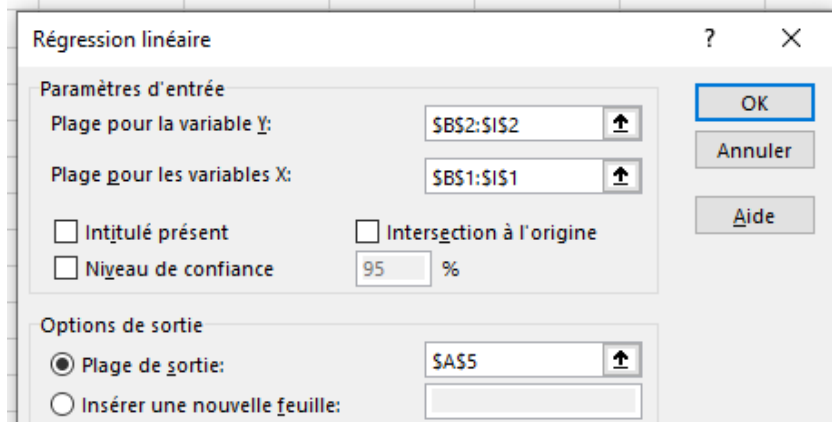 Régression linéaire ? ×
Paramètres d'entrée
OK
Plage pour la variable Y: $B$2:$I$2
Annuler
Plage pour les variables X: $B$1:$I$1
Aide
Intitulé présent Intersection à l'origine
Niveau de confiance 95 %
Options de sortie
Plage de sortie: $A$5
Insérer une nouvelle feuille: